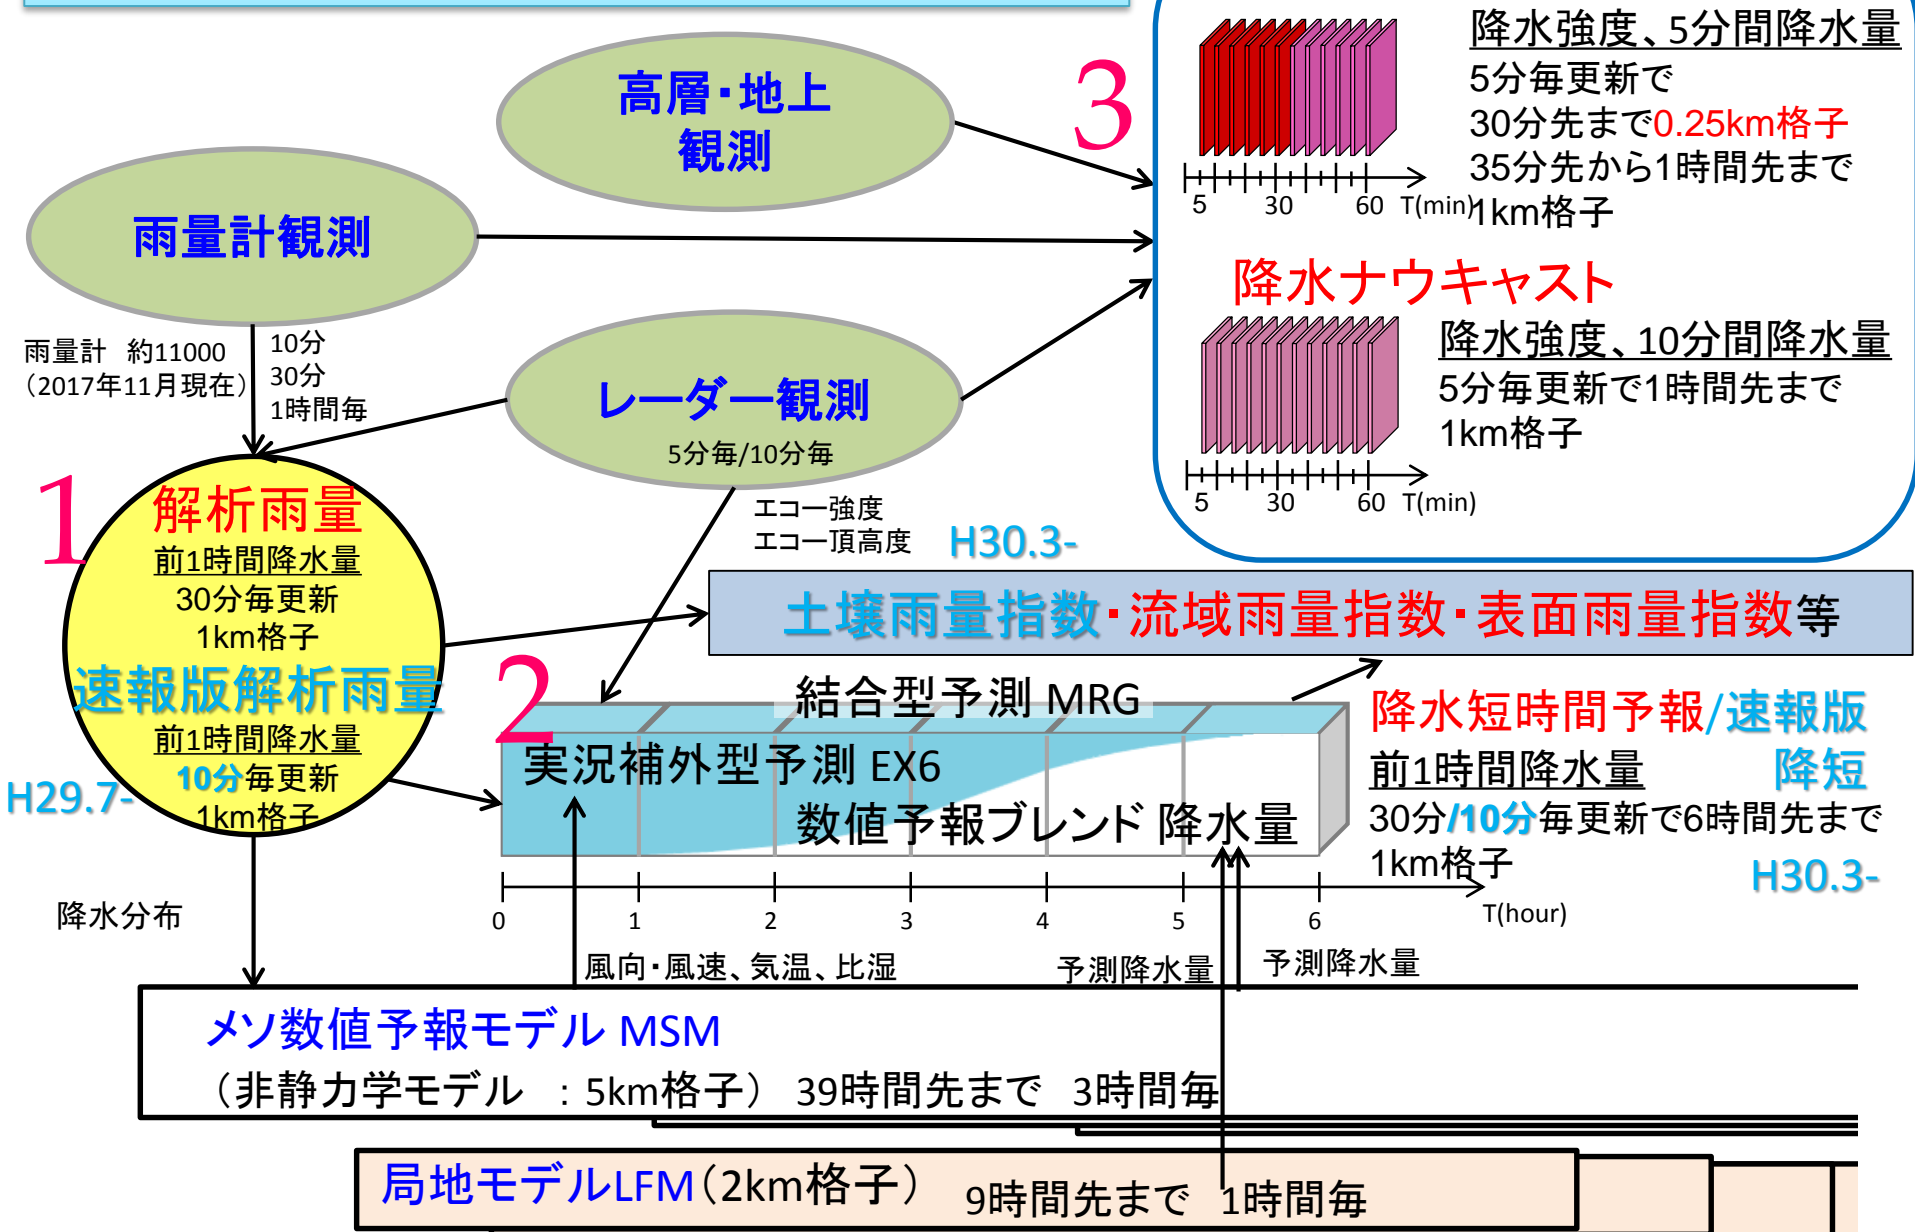 3
降水強度、5分間降水量
5分毎更新で
30分先まで0.25km格子
35分先から1時間先まで
1km格子
5 30 60 T(min)
高層・地上
観測
雨量計観測
降水ナウキャスト
降水強度、10分間降水量
5分毎更新で1時間先まで
1km格子
5 30 60 T(min)
雨量計 約11000
(2017年11月現在)
10分
30分
1時間毎
レーダー観測
5分毎/10分毎
エコー強度
エコー頂高度
1
解析雨量
前1時間降水量
30分毎更新
1km格子
速報版解析雨量
前1時間降水量
10分毎更新
1km格子
H29.7-
H30.3-
土壌雨量指数・流域雨量指数・表面雨量指数等
2
結合型予測 MRG
実況補外型予測 EX6
数値予報ブレンド 降水量
降水短時間予報/速報版
降短
前1時間降水量
30分/10分毎更新で6時間先まで
1km格子
H30.3-
0 1 2 3 4 5 6 T(hour)
降水分布
風向・風速、気温、比湿
予測降水量
予測降水量
メソ数値予報モデル MSM
(非静力学モデル :5km格子) 39時間先まで 3時間毎
局地モデルLFM(2km格子) 9時間先まで 1時間毎